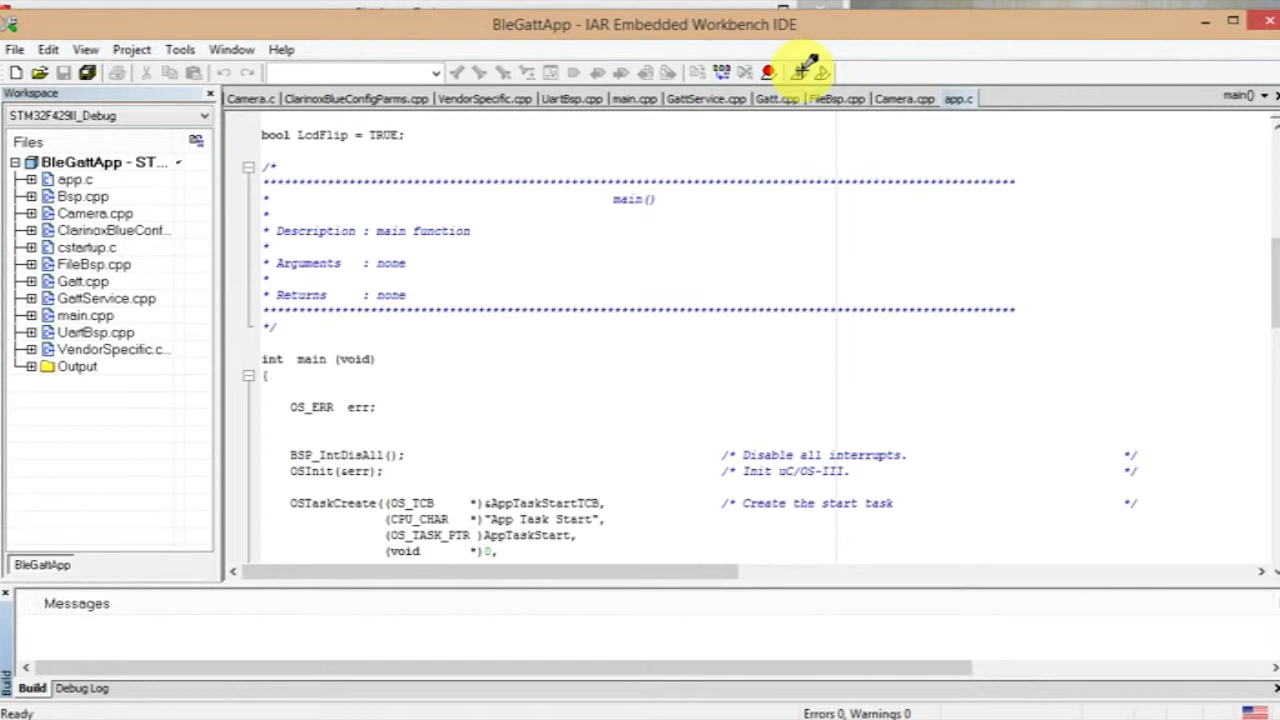 BleGattApp - IAR Embedded Workbench IDE
File Edit View Project Tools Window Help
Workspace
STM32F429II_Debug
Files
BleGattApp - ST...
app.c
Bsp.cpp
Camera.cpp
ClarinoxBlueConf...
cstartup.c
FileBsp.cpp
Gatt.cpp
GattService.cpp
main.cpp
UartBsp.cpp
VendorSpecific.c...
Output
BleGattApp
Camera.c ClarinoxBlueConfigParms.cpp VendorSpecific.cpp UartBsp.cpp main.cpp GattService.cpp Gatt.cpp FileBsp.cpp Camera.cpp app.c main()
bool LcdFlip = TRUE;
/*
*********************************************************************************************************
* main()
*
* Description : main function
*
* Arguments : none
*
* Returns : none
*********************************************************************************************************
*/
int main (void)
{
OS_ERR err;
BSP_IntDisAll(); /* Disable all interrupts. */
OSInit(&err); /* Init uC/OS-III. */
OSTaskCreate((OS_TCB *)&AppTaskStartTCB, /* Create the start task */
(CPU_CHAR *)"App Task Start",
(OS_TASK_PTR )AppTaskStart,
(void *)0,
Messages
Build
Build Debug Log
Ready Errors 0, Warnings 0